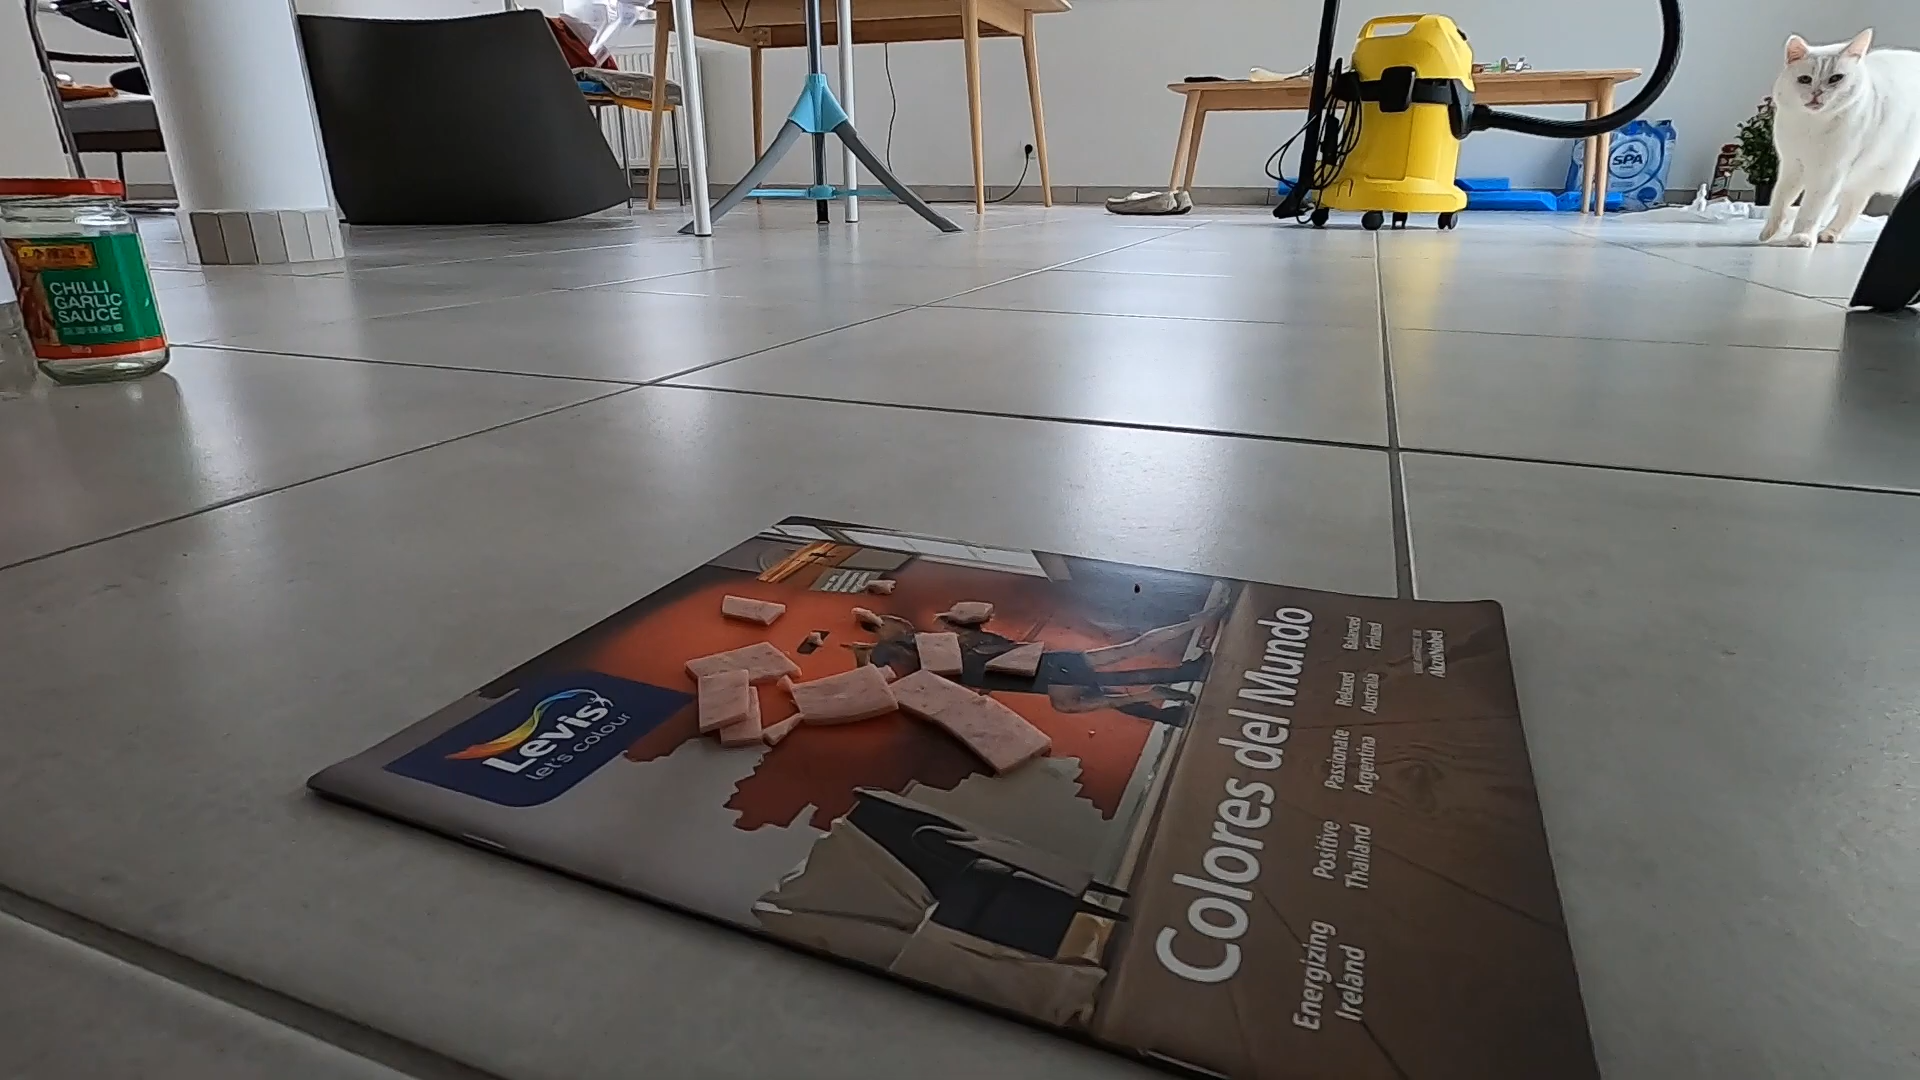 CHILLI
GARLIC
SAUCE
SPA
Levis
let's colour
Colores del Mundo
Energizing
Ireland
Positive
Thailand
Passionate
Argentina
Relaxed
Australia
Balanced
Finland
AkzoNobel